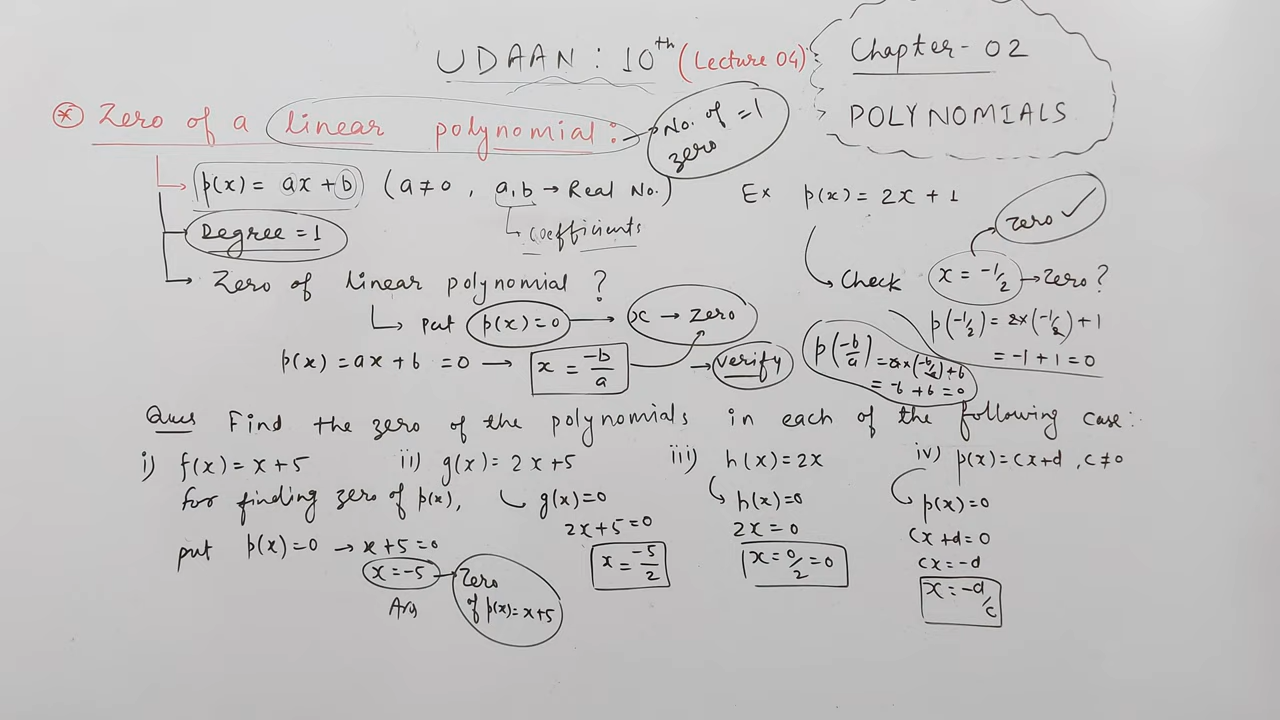 UDAAN : 10th (Lecture 04)
Chapter - 02
POLYNOMIALS
* Zero of a linear polynomial :
No. of zero = 1
p(x) = ax + b (a ≠ 0 , a, b → Real No.)
coefficients
Degree = 1
Zero of linear polynomial ?
put p(x) = 0 → x → zero
p(x) = ax + b = 0 → x = -b/a → verify
p(-b/a) = a×(-b/a) + b
= -b + b = 0
Ex p(x) = 2x + 1
Zero ✓
Check x = -1/2 → Zero ?
p(-1/2) = 2×(-1/2) + 1
= -1 + 1 = 0
Ques Find the zero of the polynomials in each of the following case :
i) f(x) = x + 5
for finding zero of p(x),
put p(x) = 0 → x + 5 = 0
x = -5 → Zero
of p(x) = x + 5
Ans
ii) g(x) = 2x + 5
g(x) = 0
2x + 5 = 0
x = -5/2
iii) h(x) = 2x
h(x) = 0
2x = 0
x = 0/2 = 0
iv) p(x) = cx + d , c ≠ 0
p(x) = 0
cx + d = 0
cx = -d
x = -d/c